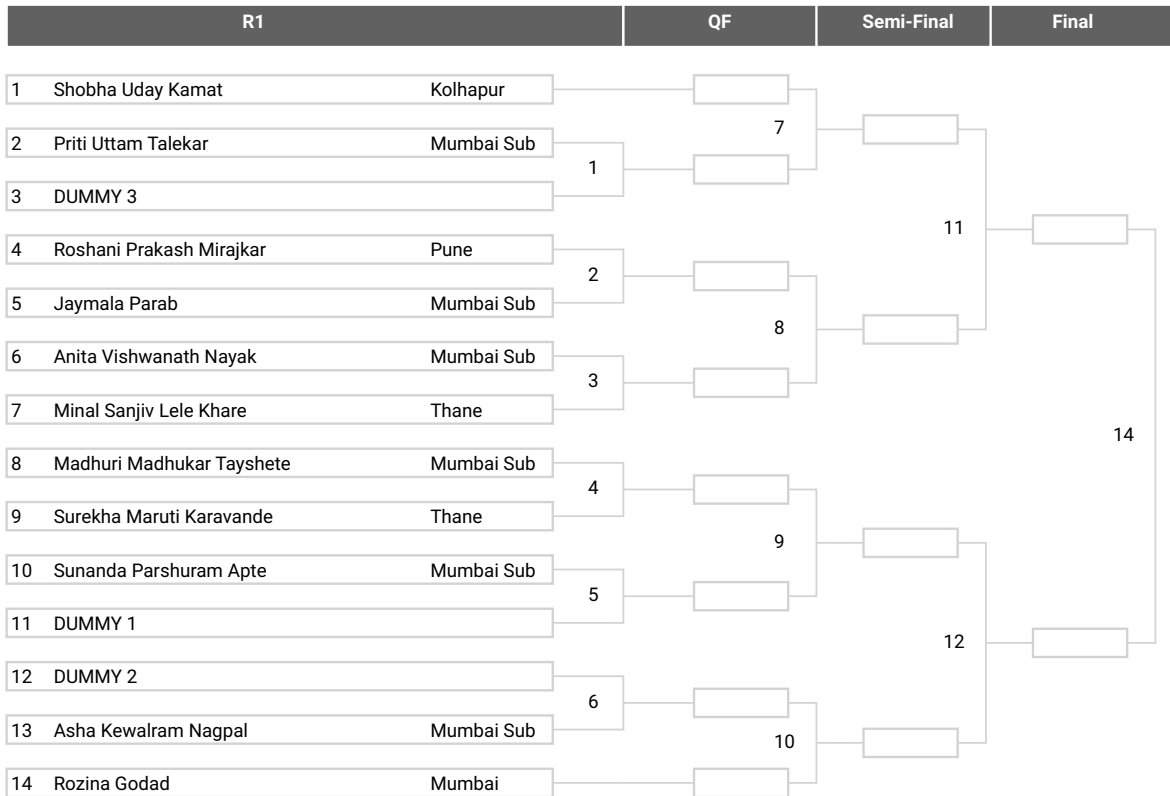 R1 QF Semi-Final Final
1 Shobha Uday Kamat Kolhapur
7
2 Priti Uttam Talekar Mumbai Sub
1
3 DUMMY 3
11
4 Roshani Prakash Mirajkar Pune
2
5 Jaymala Parab Mumbai Sub
8
6 Anita Vishwanath Nayak Mumbai Sub
3
7 Minal Sanjiv Lele Khare Thane
14
8 Madhuri Madhukar Tayshete Mumbai Sub
4
9 Surekha Maruti Karavande Thane
9
10 Sunanda Parshuram Apte Mumbai Sub
5
11 DUMMY 1
12
12 DUMMY 2
6
13 Asha Kewalram Nagpal Mumbai Sub
10
14 Rozina Godad Mumbai